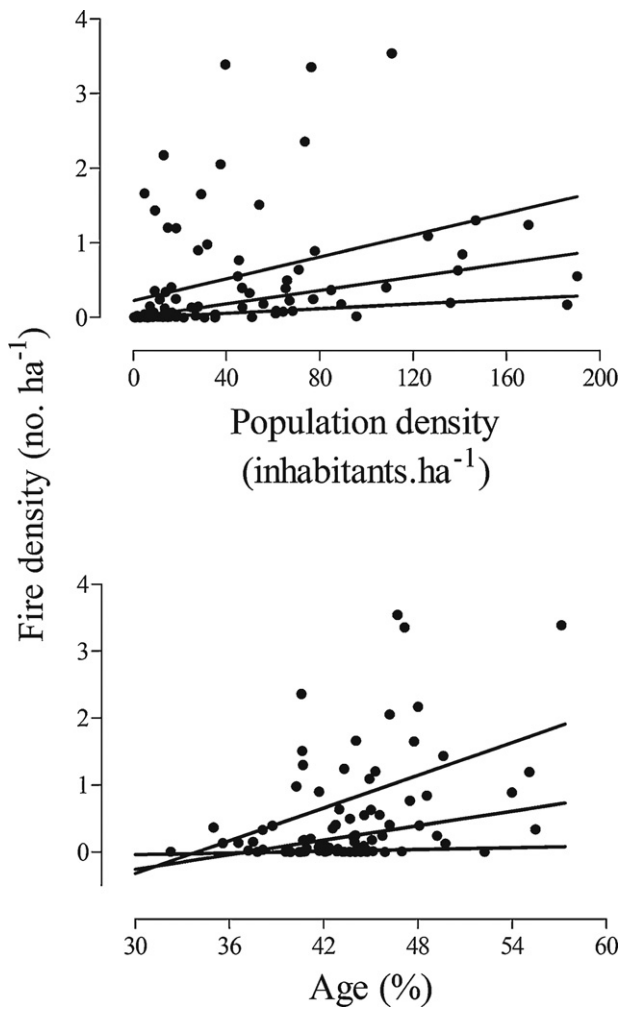 4
3
2
1
0
0 40 80 120 160 200
Population density
(inhabitants.ha⁻¹)
Fire density (no. ha⁻¹)
4
3
2
1
0
30 36 42 48 54 60
Age (%)